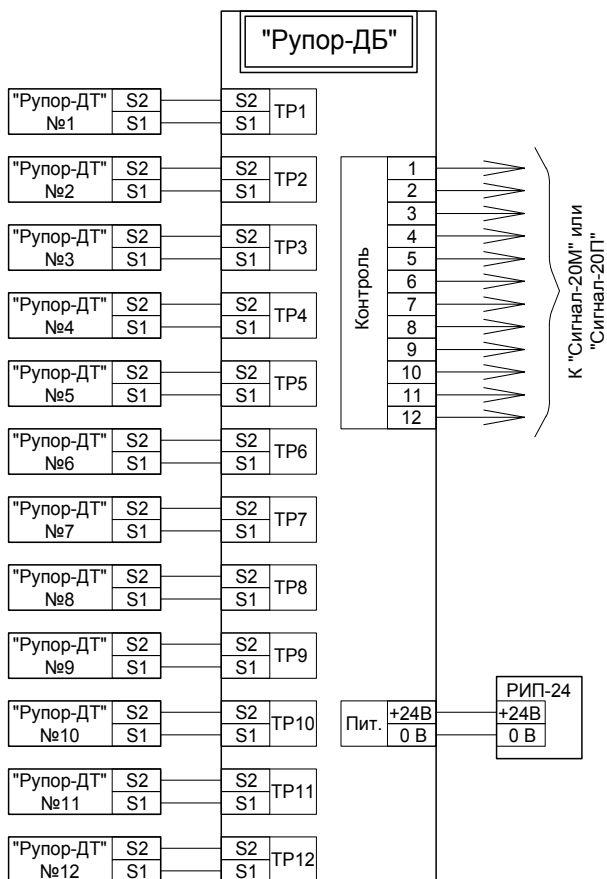 "Рупор-ДБ"
"Рупор-ДТ" S2 S2 ТР1
№1 S1 S1
"Рупор-ДТ" S2 S2 ТР2
№2 S1 S1
"Рупор-ДТ" S2 S2 ТР3
№3 S1 S1
"Рупор-ДТ" S2 S2 ТР4
№4 S1 S1
"Рупор-ДТ" S2 S2 ТР5
№5 S1 S1
"Рупор-ДТ" S2 S2 ТР6
№6 S1 S1
"Рупор-ДТ" S2 S2 ТР7
№7 S1 S1
"Рупор-ДТ" S2 S2 ТР8
№8 S1 S1
"Рупор-ДТ" S2 S2 ТР9
№9 S1 S1
"Рупор-ДТ" S2 S2 ТР10
№10 S1 S1
"Рупор-ДТ" S2 S2 ТР11
№11 S1 S1
"Рупор-ДТ" S2 S2 ТР12
№12 S1 S1
Контроль
1
2
3
4
5
6
7
8
9
10
11
12
К "Сигнал-20М" или
"Сигнал-20П"
Пит.
+24В
0 В
РИП-24
+24В
0 В